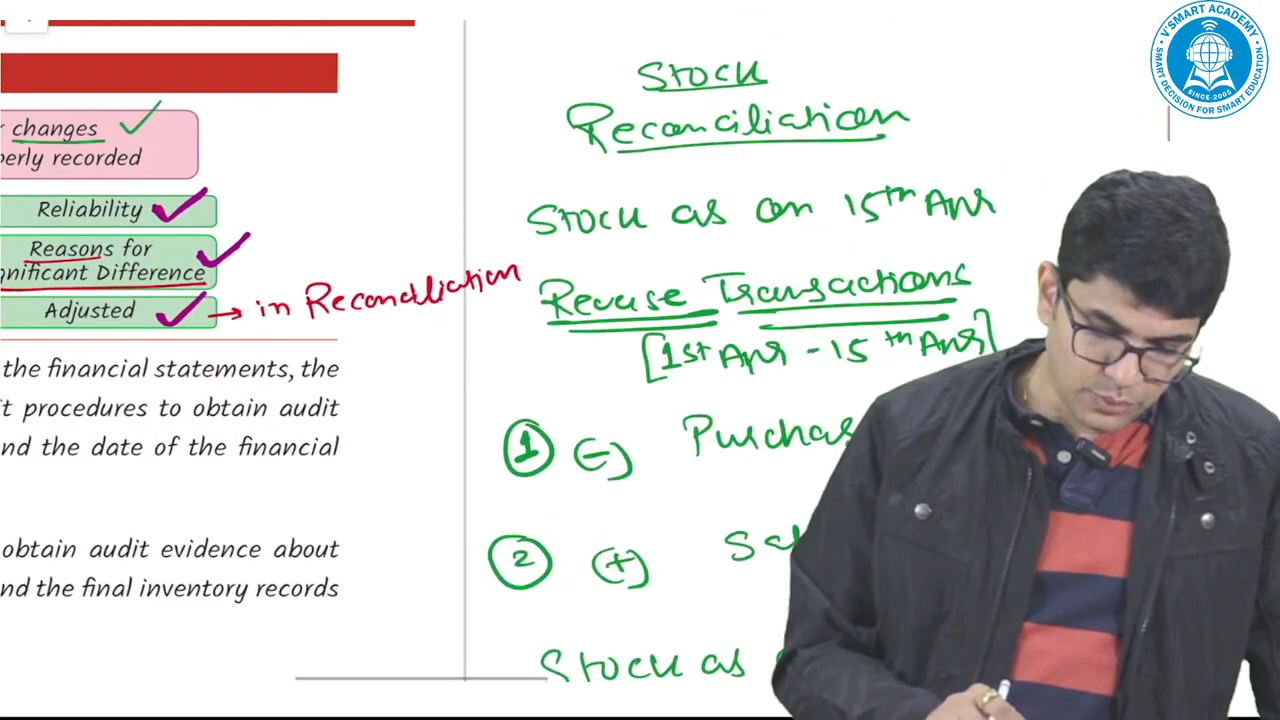 changes
perly recorded
Reliability
Reasons for
gnificant Difference
Adjusted → in Reconciliation
the financial statements, the
t procedures to obtain audit
nd the date of the financial
obtain audit evidence about
nd the final inventory records
Stock
Reconciliation
Stock as on 15th Apr
Reverse Transactions
[1st Apr - 15th Apr]
1 (-) Purchas
2 (+) Sa
Stock as
V'SMART ACADEMY
SINCE-2005
SMART DECISION FOR SMART EDUCATION